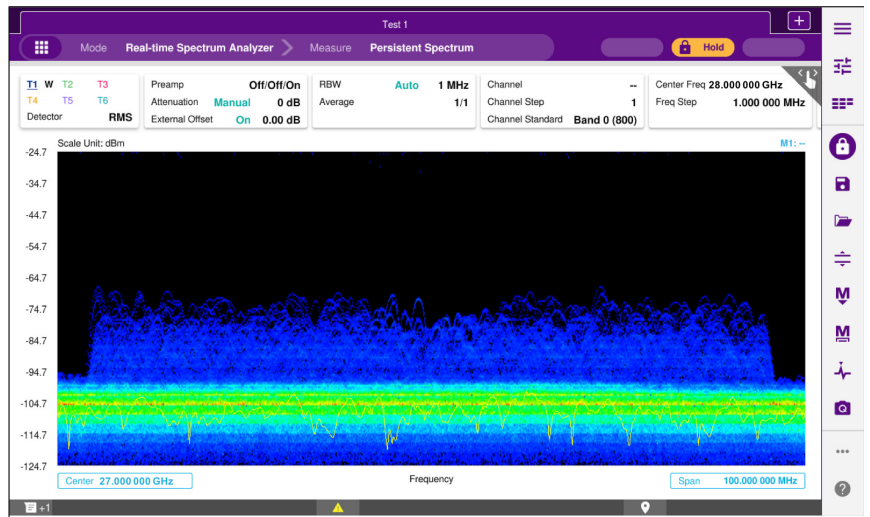 Test 1
+
Mode Real-time Spectrum Analyzer Measure Persistent Spectrum
Hold
T1 W T2 T3
T4 T5 T6
Detector RMS
Preamp Off/Off/On
Attenuation Manual 0 dB
External Offset On 0.00 dB
RBW Auto 1 MHz
Average 1/1
Channel --
Channel Step 1
Channel Standard Band 0 (800)
Center Freq 28.000 000 GHz
Freq Step 1.000 000 MHz
Scale Unit: dBm
M1: --
-24.7
-34.7
-44.7
-54.7
-64.7
-74.7
-84.7
-94.7
-104.7
-114.7
-124.7
Center 27.000 000 GHz
Frequency
Span 100.000 000 MHz
+1
M
M
...
?